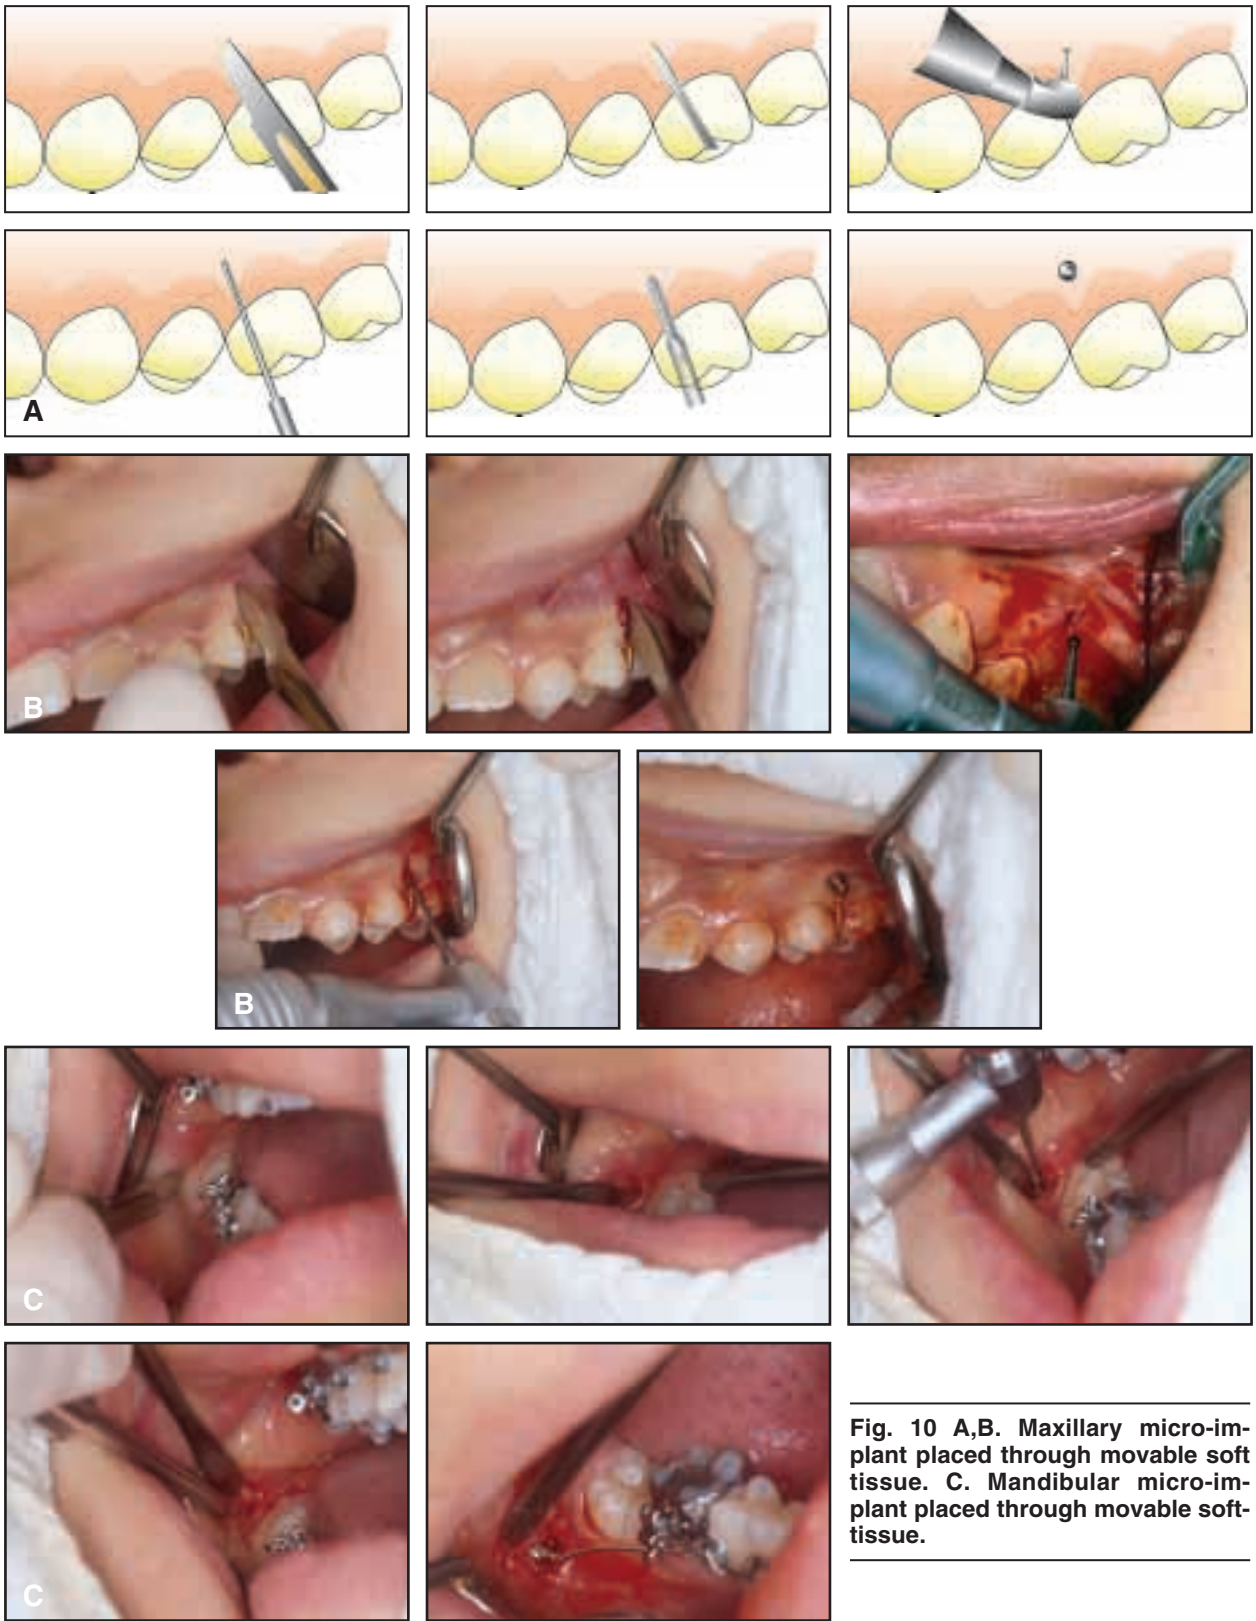 A
B
B
C
C
Fig. 10 A,B. Maxillary micro-im-
plant placed through movable soft
tissue. C. Mandibular micro-im-
plant placed through movable soft-
tissue.